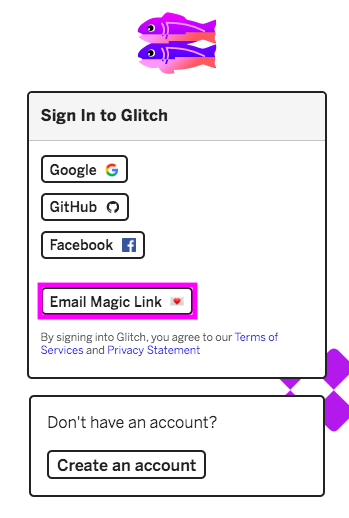 Sign In to Glitch
Google
GitHub
Facebook
Email Magic Link
By signing into Glitch, you agree to our Terms of
Services and Privacy Statement
Don't have an account?
Create an account